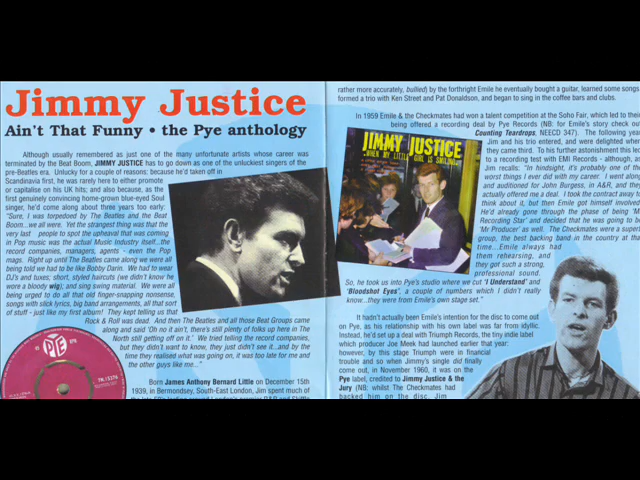 Jimmy Justice
Ain't That Funny • the Pye anthology
Although usually remembered as just one of the
many unfortunate artists whose career was
terminated by the Beat Boom, JIMMY JUSTICE has to go down as one of the unluckiest singers of the
pre-Beatles era. Unlucky for a couple of reasons: because he'd taken off in
Scandinavia first, he was rarely here to either promote
or capitalise on his UK hits; and also because, as the
first genuinely convincing home-grown blue-eyed Soul
singer, he'd come along about three years too early:
"Sure, I was torpedoed by The Beatles and the Beat
Boom...we all were. Yet the strangest thing was that the
very last people to spot the upheaval that was coming
in Pop music was the actual Music Industry itself...the
record companies, managers, agents - even the Pop
mags. Right up until The Beatles came along we were all
being told we had to be like Bobby Darin. We had to wear
DJ's and tuxes; short, styled haircuts (we didn't know he
were a bloody wig); and sing swing material. We were all
being urged to do all that old finger-snapping nonsense,
songs with slick lyrics, big band arrangements, all that sort
of stuff - just like my first album! They kept telling us that
Rock & Roll was dead. And then The Beatles and all those Beat Groups came
along and said 'Oh no it ain't, there's still plenty of folks up here in The
North still getting off on it.' We tried telling the record companies,
but they didn't want to know, they just didn't see it...and by the
time they realised what was going on, it was too late for me and
the other guys like me..."
Born James Anthony Bernard Little on December 15th
1939, in Bermondsey, South-East London, Jim spent much of
PYE
45
7N.15376
rather more accurately, bullied) by the forthright Emile he eventually bought a guitar, learned some songs
formed a trio with Ken Street and Pat Donaldson, and began to sing in the coffee bars and clubs.
In 1959 Emile & the Checkmates had won a talent competition at the Soho Fair, which led to their
being offered a recording deal by Pye Records (NB: for Emile's story check out
Counting Teardrops, NEECD 347). The following year
Jim and his trio entered, and were delighted when
they came third. To his further astonishment this led
to a recording test with EMI Records - although, as
Jim recalls: "In hindsight, it's probably one of the
worst things I ever did with my career. I went along
and auditioned for John Burgess, in A&R, and they
actually offered me a deal. I took the contract away to
think about it, but then Emile got himself involved.
He'd already gone through the phase of being 'Mr
Recording Star' and decided that he was going to be
'Mr Producer' as well. The Checkmates were a superb
group, the best backing band in the country at that
time...Emile always had
them rehearsing, and
they got such a strong,
professional sound.
So, he took us into Pye's studio where we cut 'I Understand' and
'Bloodshot Eyes', a couple of numbers which I didn't really
know...they were from Emile's own stage set."
JIMMY JUSTICE
WHEN MY LITTLE GIRL IS SMILING
It hadn't actually been Emile's intention for the disc to come out
on Pye, as his relationship with his own label was far from idyllic.
Instead, he'd set up a deal with Triumph Records, the tiny indie label
which producer Joe Meek had launched earlier that year:
however, by this stage Triumph were in financial
trouble and so when Jimmy's single did finally
come out, in November 1960, it was on the
Pye label, credited to Jimmy Justice & the
Jury (NB: whilst The Checkmates had
backed him on the disc, Jim